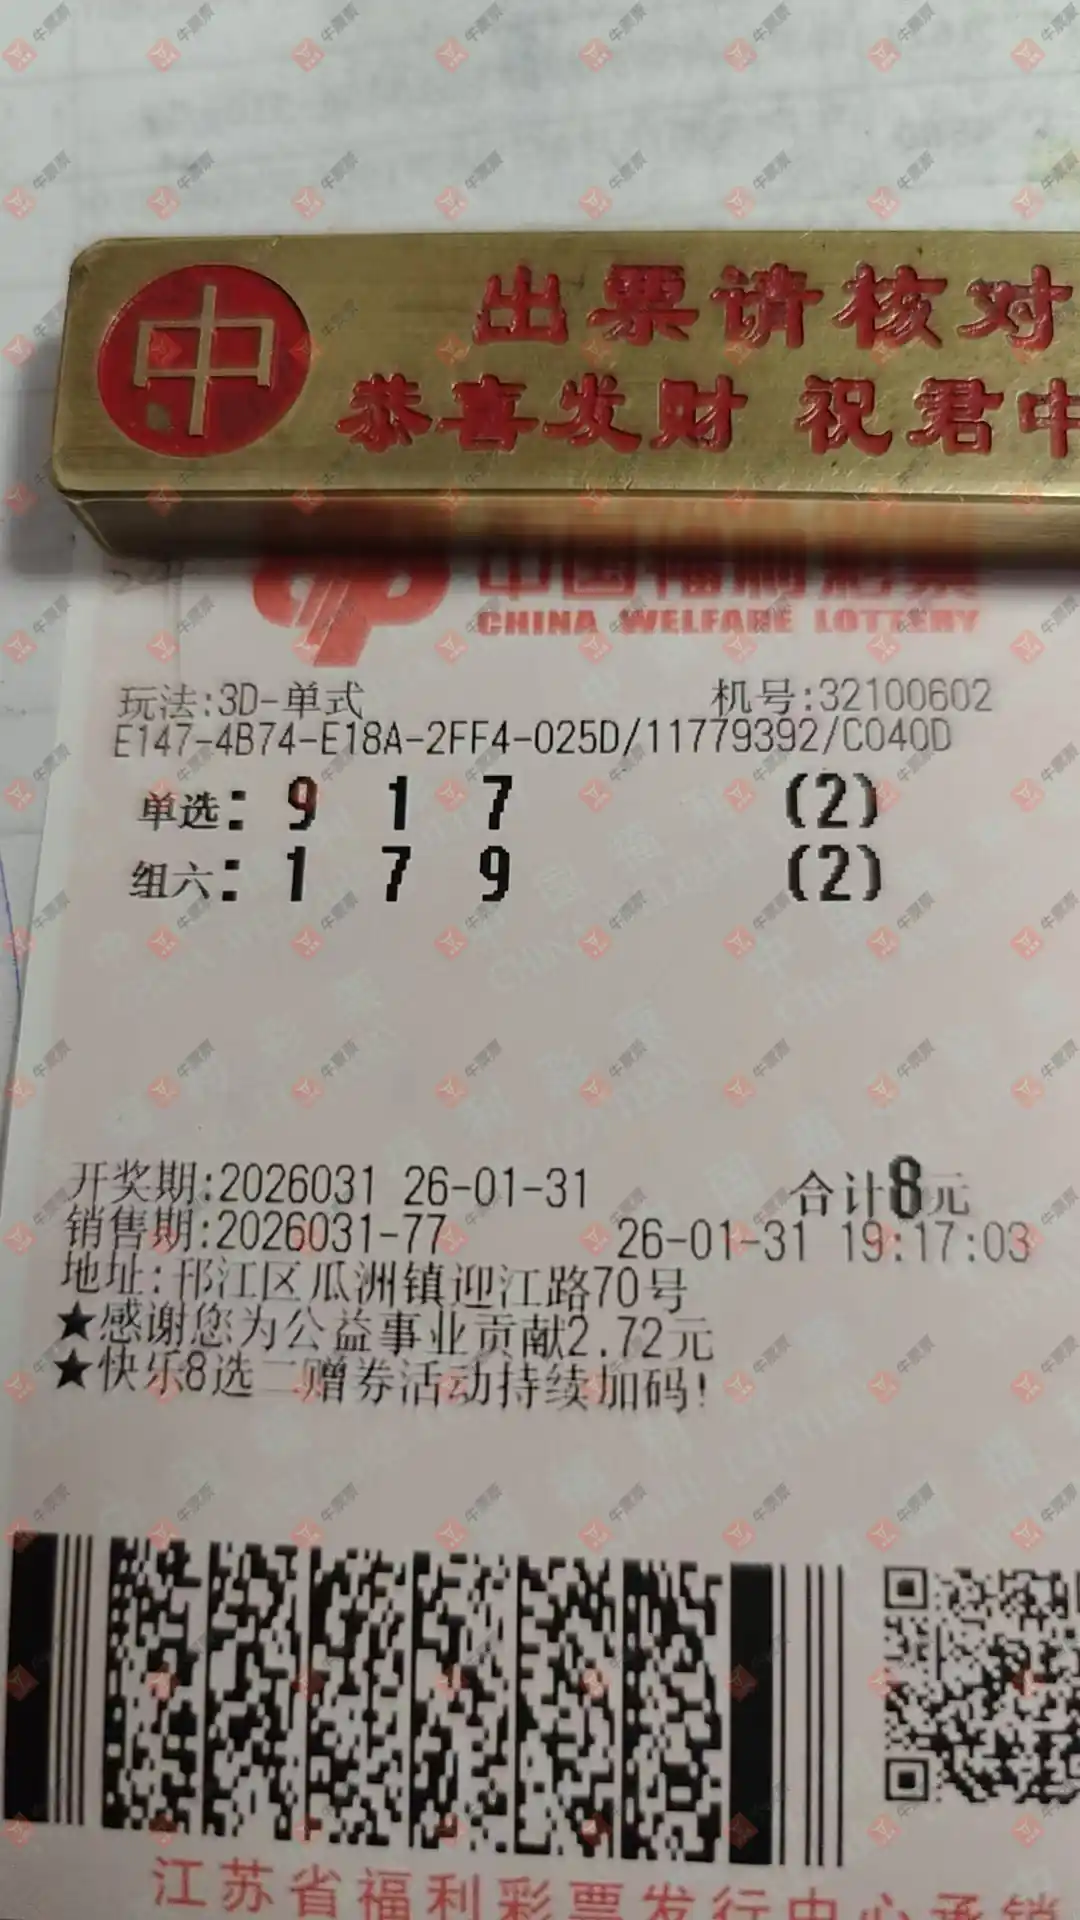 中
出票请核对
恭喜发财 祝君中
中国福利彩票
CHINA WELFARE LOTTERY
玩法:3D-单式 机号:32100602
E147-4B74-E18A-2FF4-025D/11779392/C040D
单选: 9 1 7 (2)
组六: 1 7 9 (2)
开奖期:2026031 26-01-31 合计8元
销售期:2026031-77 26-01-31 19:17:03
地址:邗江区瓜洲镇迎江路70号
★感谢您为公益事业贡献2.72元
★快乐8选二赠券活动持续加码!
江苏省福利彩票发行中心承销
牛票票